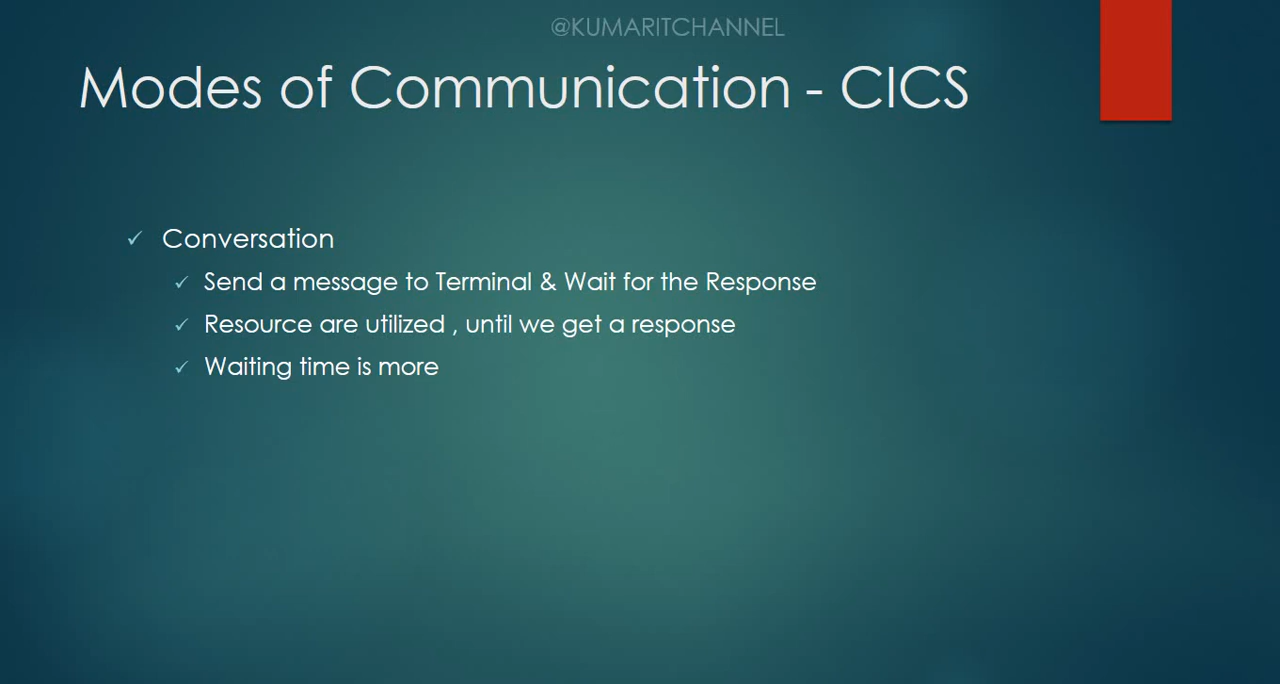 @KUMARITCHANNEL
Modes of Communication - CICS
Conversation
Send a message to Terminal & Wait for the Response
Resource are utilized , until we get a response
Waiting time is more